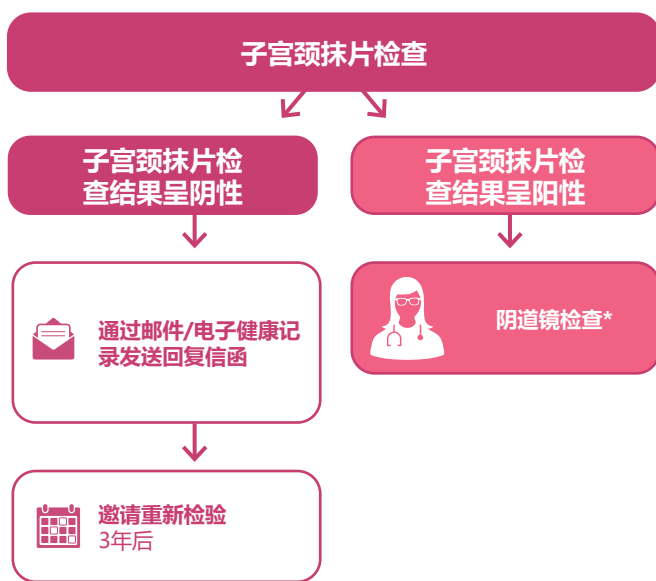 子宫颈抹片检查
子宫颈抹片检
查结果呈阴性
子宫颈抹片检
查结果呈阳性
通过邮件/电子健康记
录发送回复信函
阴道镜检查*
邀请重新检验
3年后